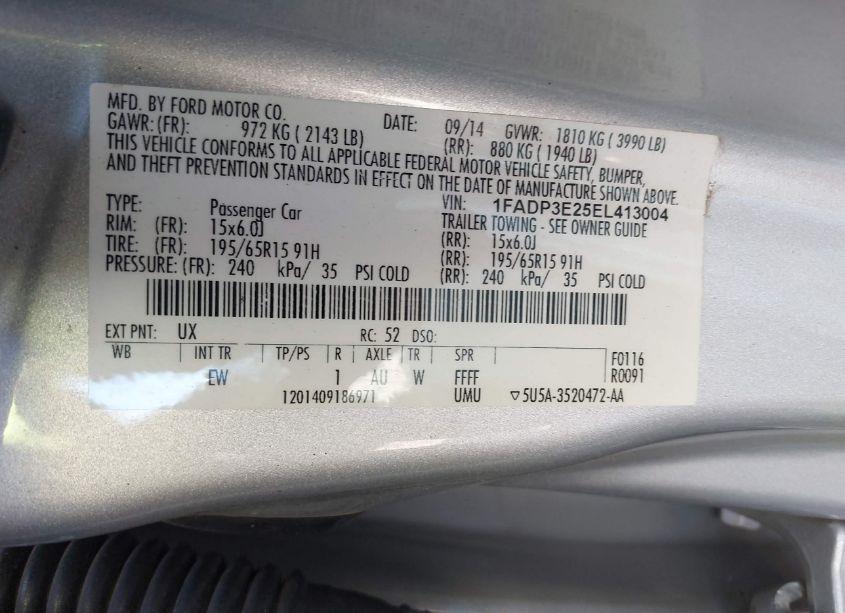 MFD. BY FORD MOTOR CO. DATE: 09/14 GVWR: 1810 KG ( 3990 LB)
GAWR: (FR): 972 KG ( 2143 LB) (RR): 880 KG ( 1940 LB)
THIS VEHICLE CONFORMS TO ALL APPLICABLE FEDERAL MOTOR VEHICLE SAFETY, BUMPER,
AND THEFT PREVENTION STANDARDS IN EFFECT ON THE DATE OF MANUFACTURE SHOWN ABOVE.
VIN: 1FADP3E25EL413004
TYPE: Passenger Car TRAILER TOWING - SEE OWNER GUIDE
RIM: (FR): 15x6.0J (RR): 15x6.0J
TIRE: (FR): 195/65R15 91H (RR): 195/65R15 91H
PRESSURE: (FR): 240 kPa/ 35 PSI COLD (RR): 240 kPa/ 35 PSI COLD
EXT PNT: UX RC: 52 DSO:
WB INT TR TP/PS R AXLE TR SPR F0116
EW 1 AU W FFFF R0091
1201409186971 UMU ▽5U5A-3520472-AA